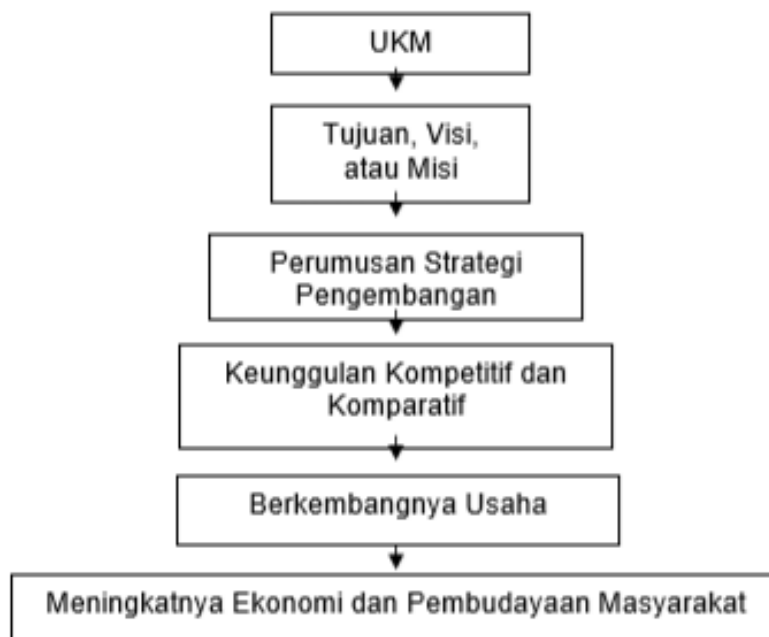 UKM
Tujuan, Visi,
atau Misi
Perumusan Strategi
Pengembangan
Keunggulan Kompetitif dan
Komparatif
Berkembangnya Usaha
Meningkatnya Ekonomi dan Pembudayaan Masyarakat